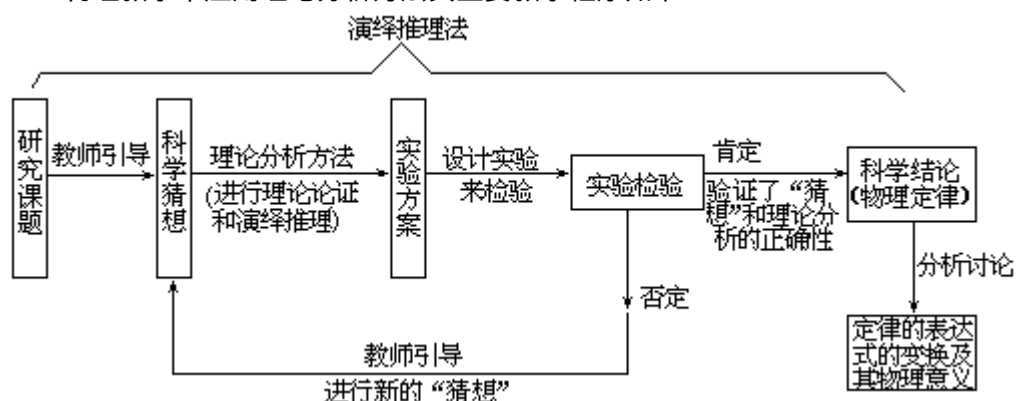 演绎推理法
研究课题
教师引导
科学猜想
理论分析方法
(进行理论论证
和演绎推理)
实验方案
设计实验
来检验
实验检验
肯定
验证了“猜
想”和理论分
析的正确性
科学结论
(物理定律)
分析讨论
定律的表达
式的变换及
其物理意义
否定
教师引导
进行新的“猜想”